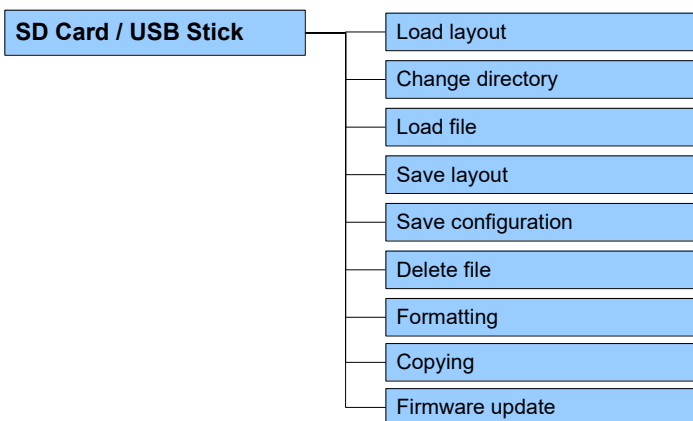 SD Card / USB Stick
Load layout
Change directory
Load file
Save layout
Save configuration
Delete file
Formatting
Copying
Firmware update